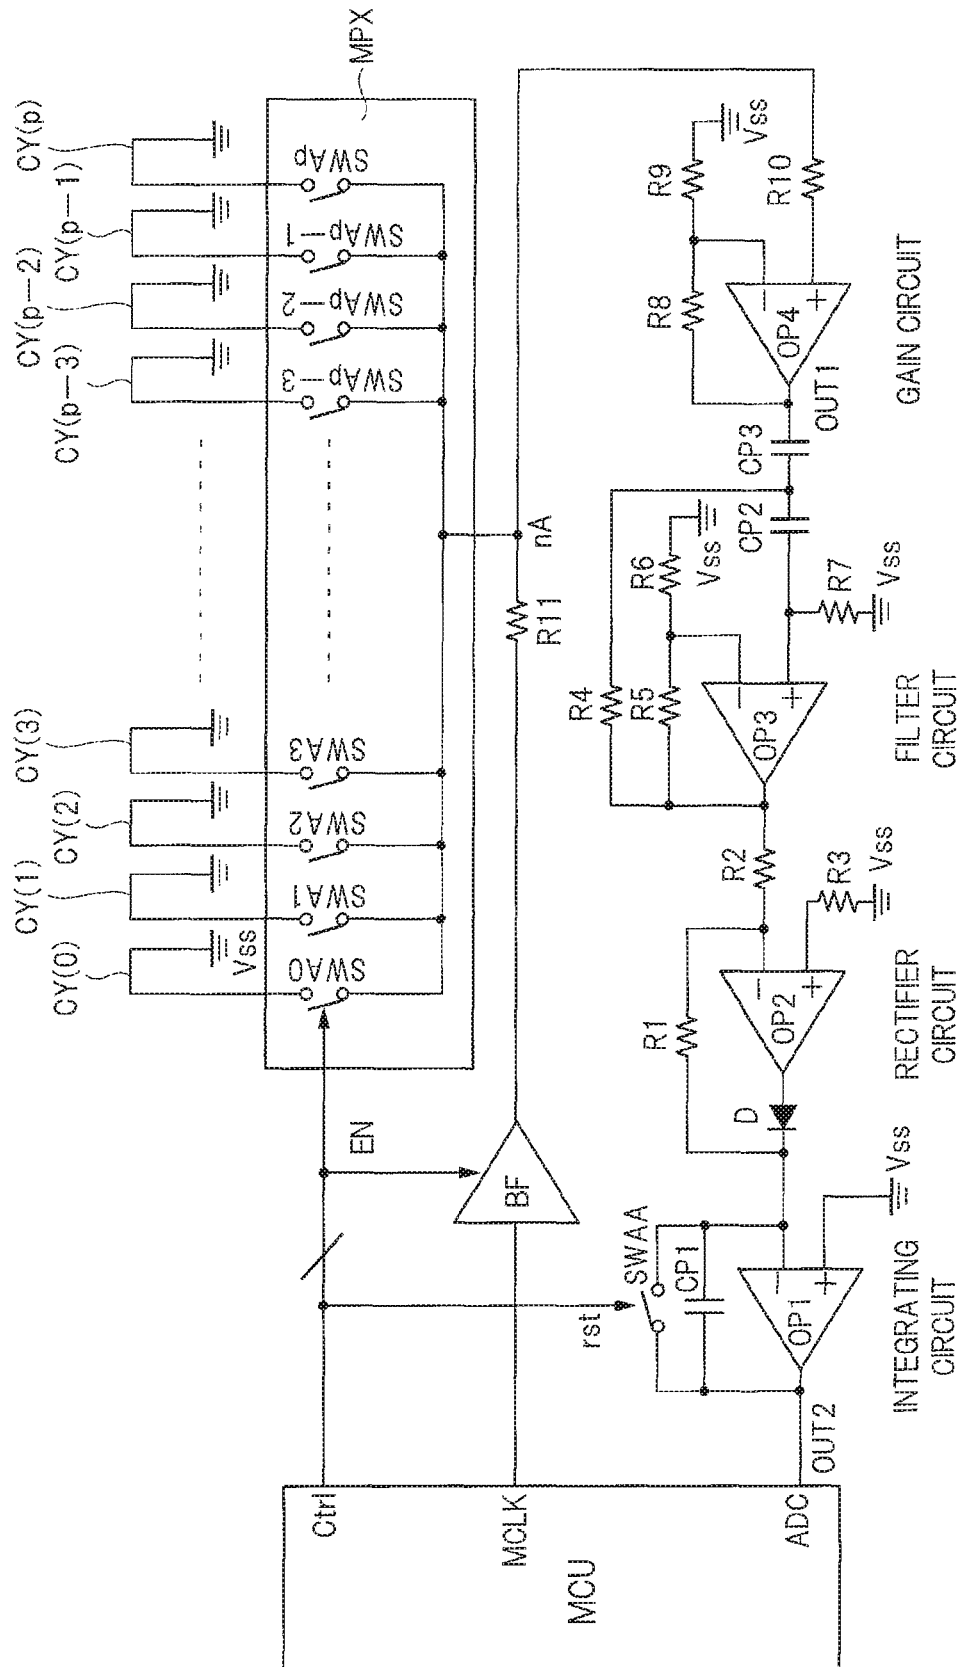 MPX
CY(p)
CY(p−1)
CY(p−2)
CY(p−3)
CY(3)
CY(2)
CY(1)
CY(0)
Vss
SWAp
SWAp−1
SWAp−2
SWAp−3
SWA3
SWA2
SWA1
SWA0
EN
BF
R11
nA
R10
R9
Vss
R8
OP4
OUT1
GAIN CIRCUIT
CP3
CP2
R7
Vss
R6
Vss
R5
R4
OP3
FILTER
CIRCUIT
R2
R3
Vss
R1
OP2
RECTIFIER
CIRCUIT
D
Vss
SWAA
rst
CP1
OP1
INTEGRATING
CIRCUIT
OUT2
Ctrl
MCLK
ADC
MCU
−
+
−
+
−
+
−
+